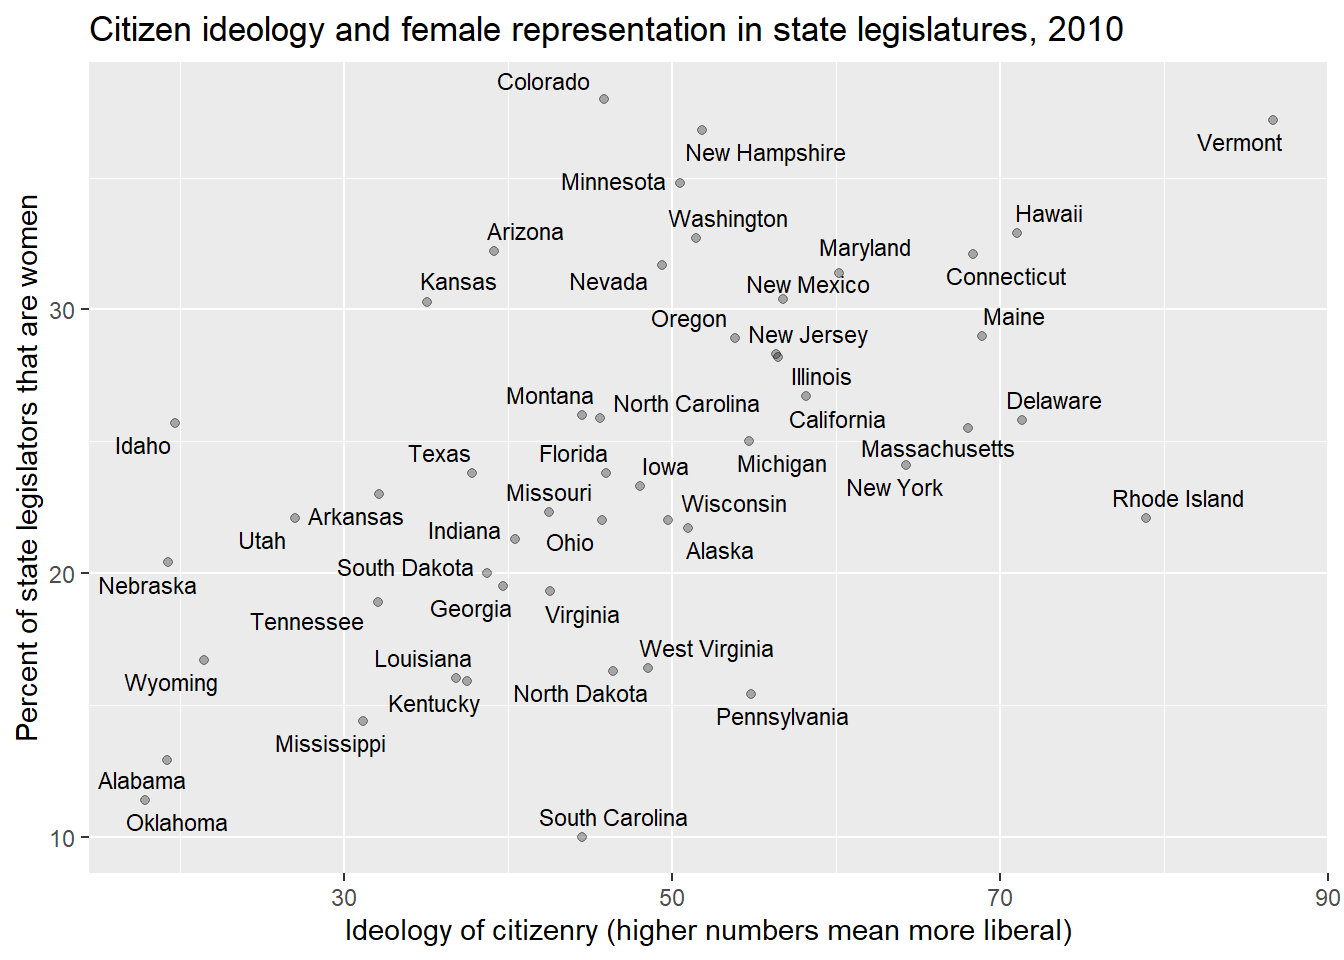 Citizen ideology and female representation in state legislatures, 2010
Colorado
Vermont
New Hampshire
Minnesota
Hawaii
Washington
Arizona
Maryland
Connecticut
Kansas
Nevada
New Mexico
Maine
Oregon
New Jersey
Illinois
Montana
North Carolina
Delaware
California
Idaho
Massachusetts
Texas
Florida
Iowa
Michigan
New York
Missouri
Wisconsin
Rhode Island
Arkansas
Indiana
Utah
Ohio
Alaska
South Dakota
Nebraska
Georgia
Virginia
Tennessee
West Virginia
Louisiana
Wyoming
North Dakota
Kentucky
Pennsylvania
Mississippi
Alabama
South Carolina
Oklahoma
30
20
10
Percent of state legislators that are women
30
50
70
90
Ideology of citizenry (higher numbers mean more liberal)